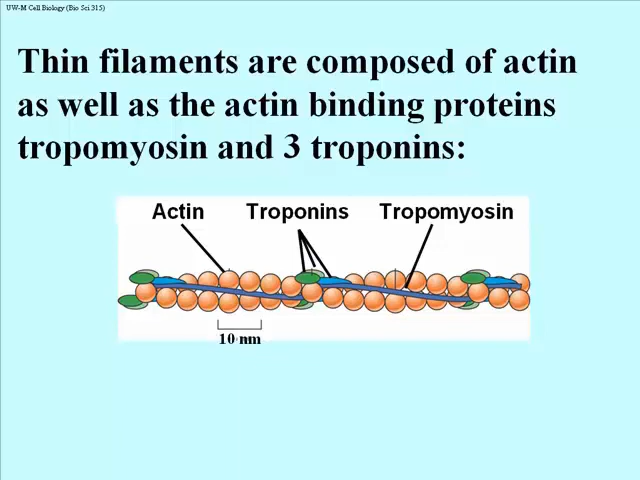 UW-M Cell Biology (Bio Sci 315)
Thin filaments are composed of actin
as well as the actin binding proteins
tropomyosin and 3 troponins:
Actin Troponins Tropomyosin
10 nm